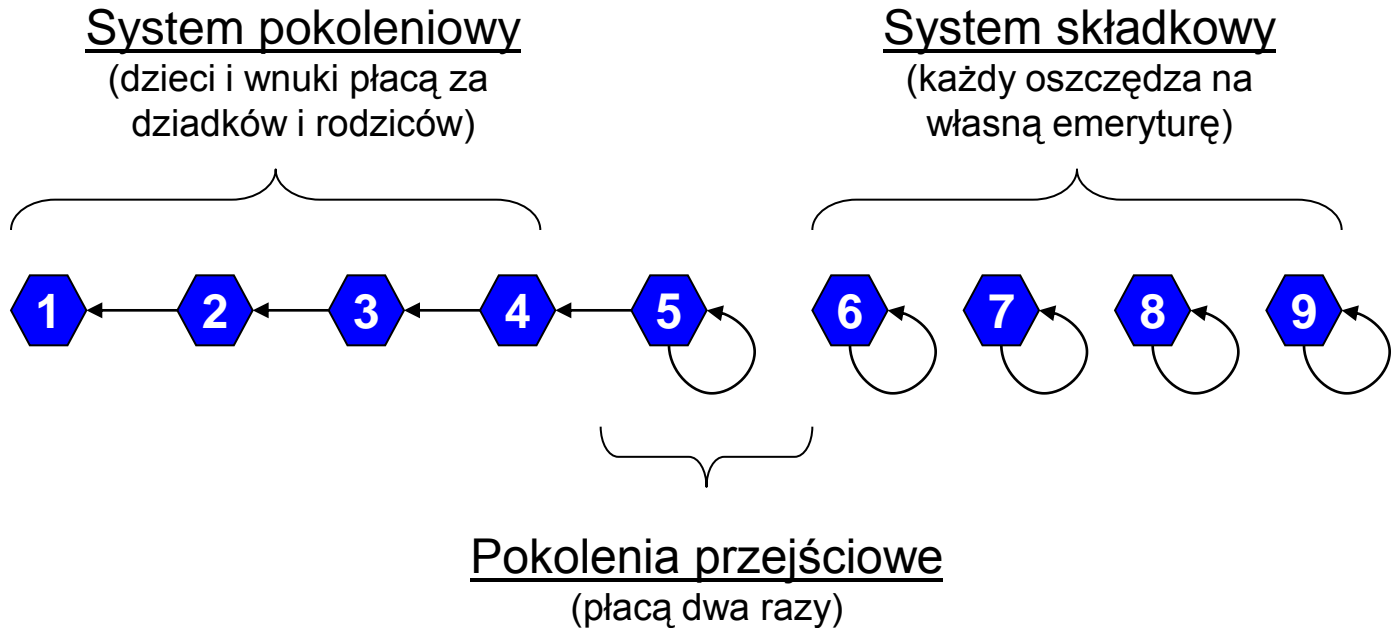 System pokoleniowy
(dzieci i wnuki płacą za
dziadków i rodziców)
System składkowy
(każdy oszczędza na
własną emeryturę)
1 2 3 4 5 6 7 8 9
Pokolenia przejściowe
(płacą dwa razy)